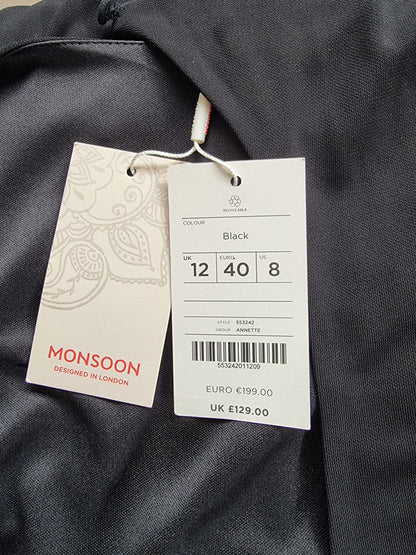 MONSOON
DESIGNED IN LONDON
RECYCLABLE
COLOUR
Black
UK 12 EURO 40 US 8
STYLE 553242
GROUP ANNETTE
553242011209
EURO €199.00
UK £129.00